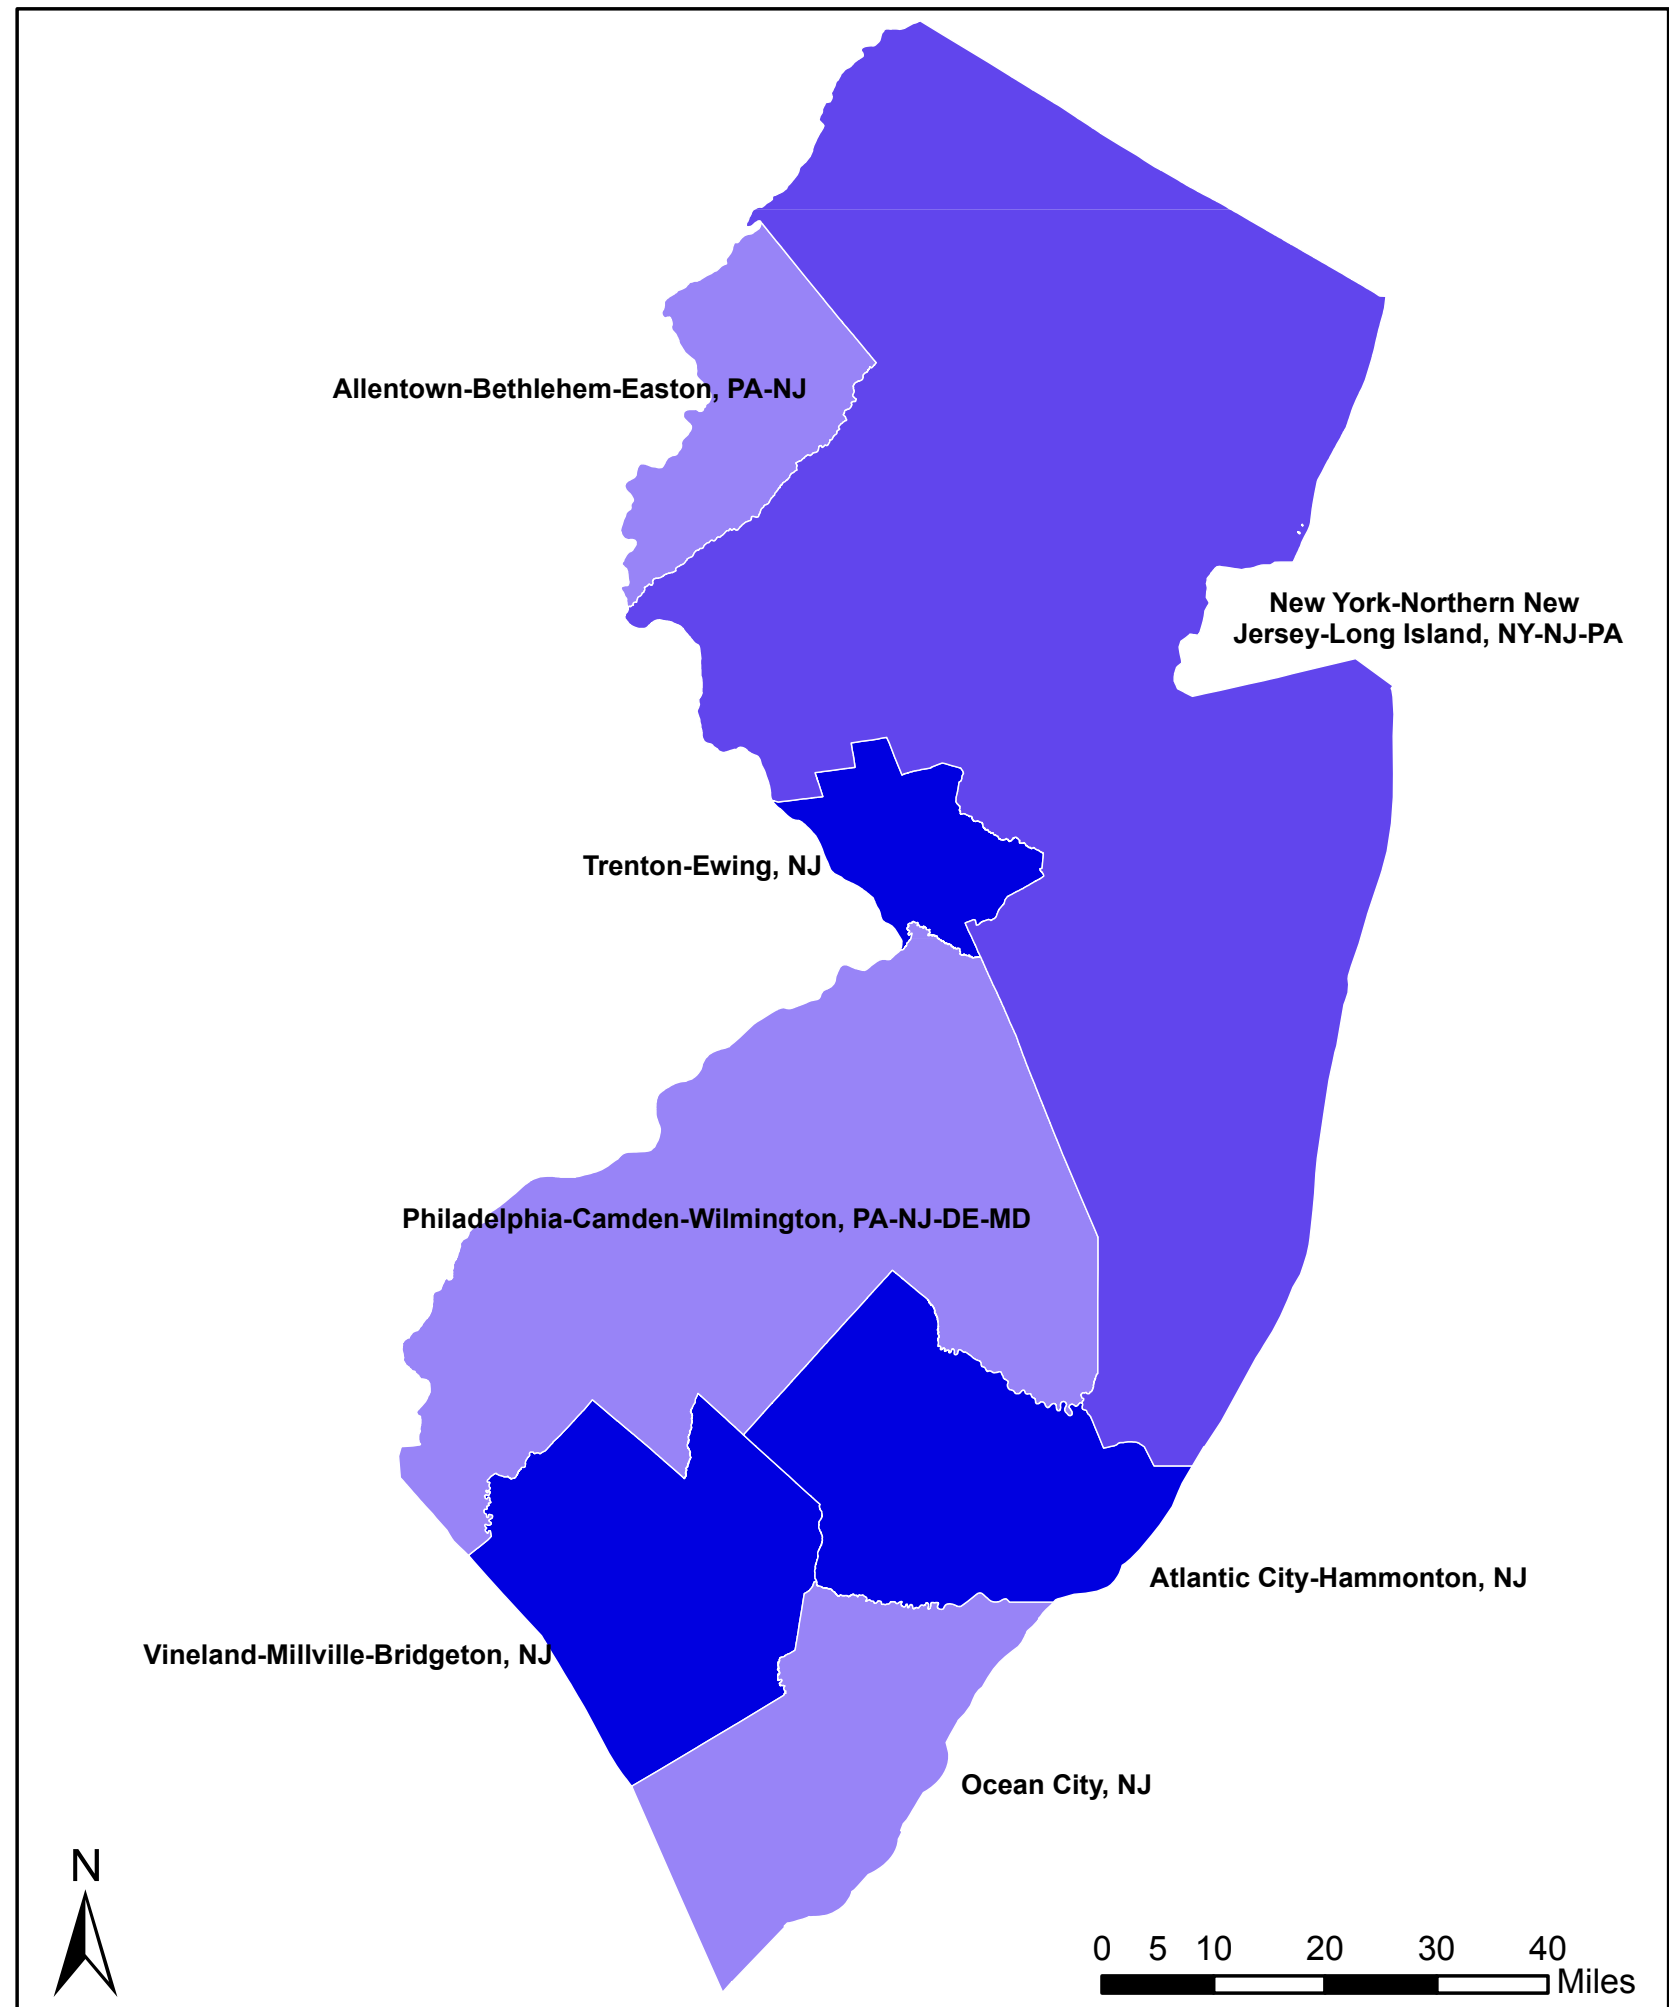 Allentown-Bethlehem-Easton, PA-NJ
New York-Northern New
Jersey-Long Island, NY-NJ-PA
Trenton-Ewing, NJ
Philadelphia-Camden-Wilmington, PA-NJ-DE-MD
Atlantic City-Hammonton, NJ
Vineland-Millville-Bridgeton, NJ
Ocean City, NJ
N
0 5 10 20 30 40
Miles